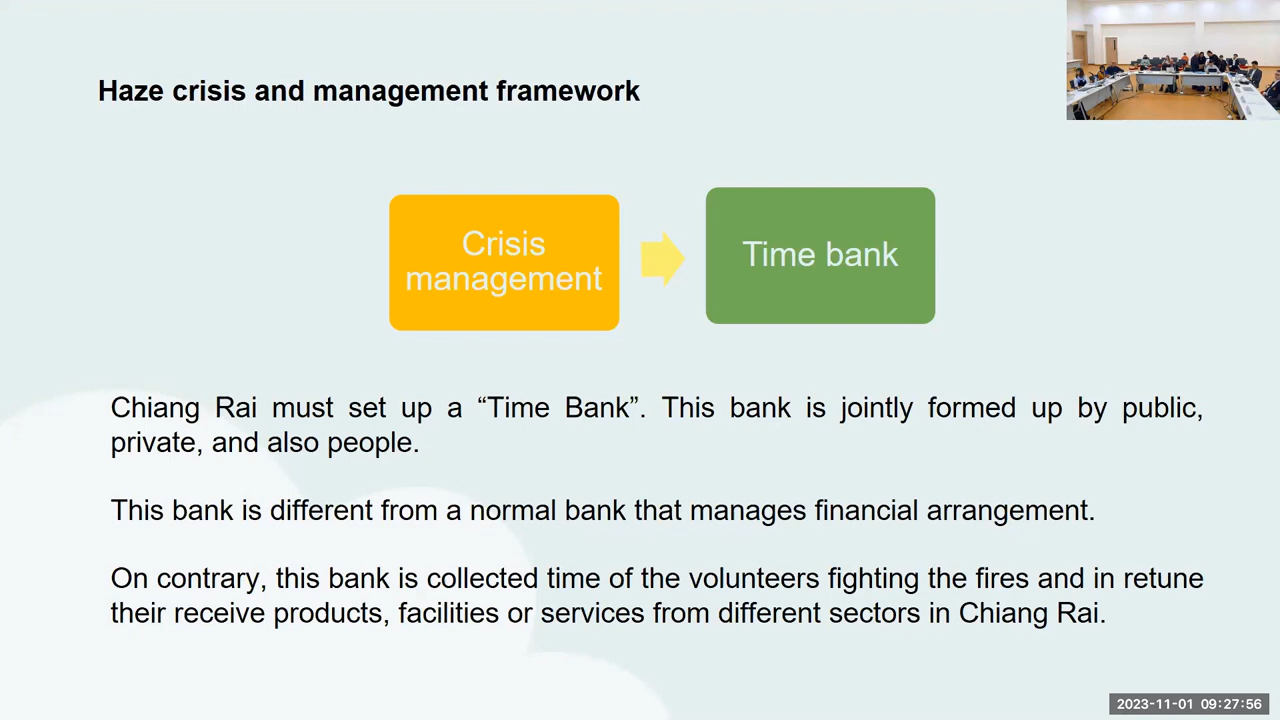 Haze crisis and management framework
Crisis
management
Time bank
Chiang Rai must set up a “Time Bank”. This bank is jointly formed up by public,
private, and also people.
This bank is different from a normal bank that manages financial arrangement.
On contrary, this bank is collected time of the volunteers fighting the fires and in retune
their receive products, facilities or services from different sectors in Chiang Rai.
2023-11-01 09:27:56